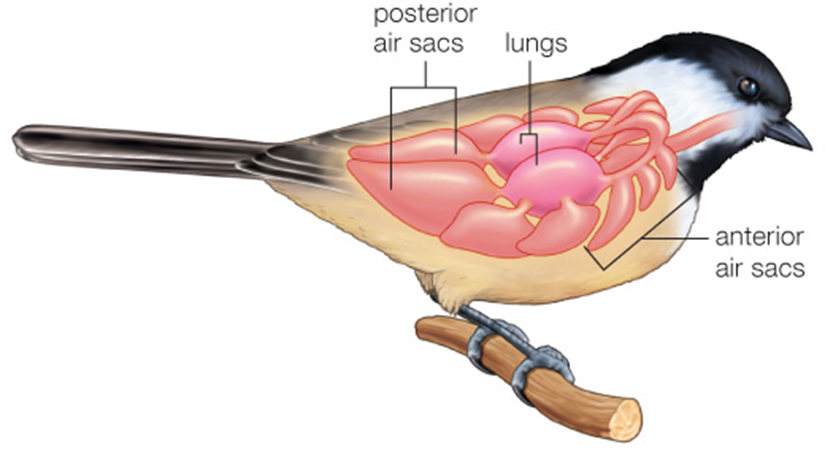 posterior
air sacs
lungs
anterior
air sacs